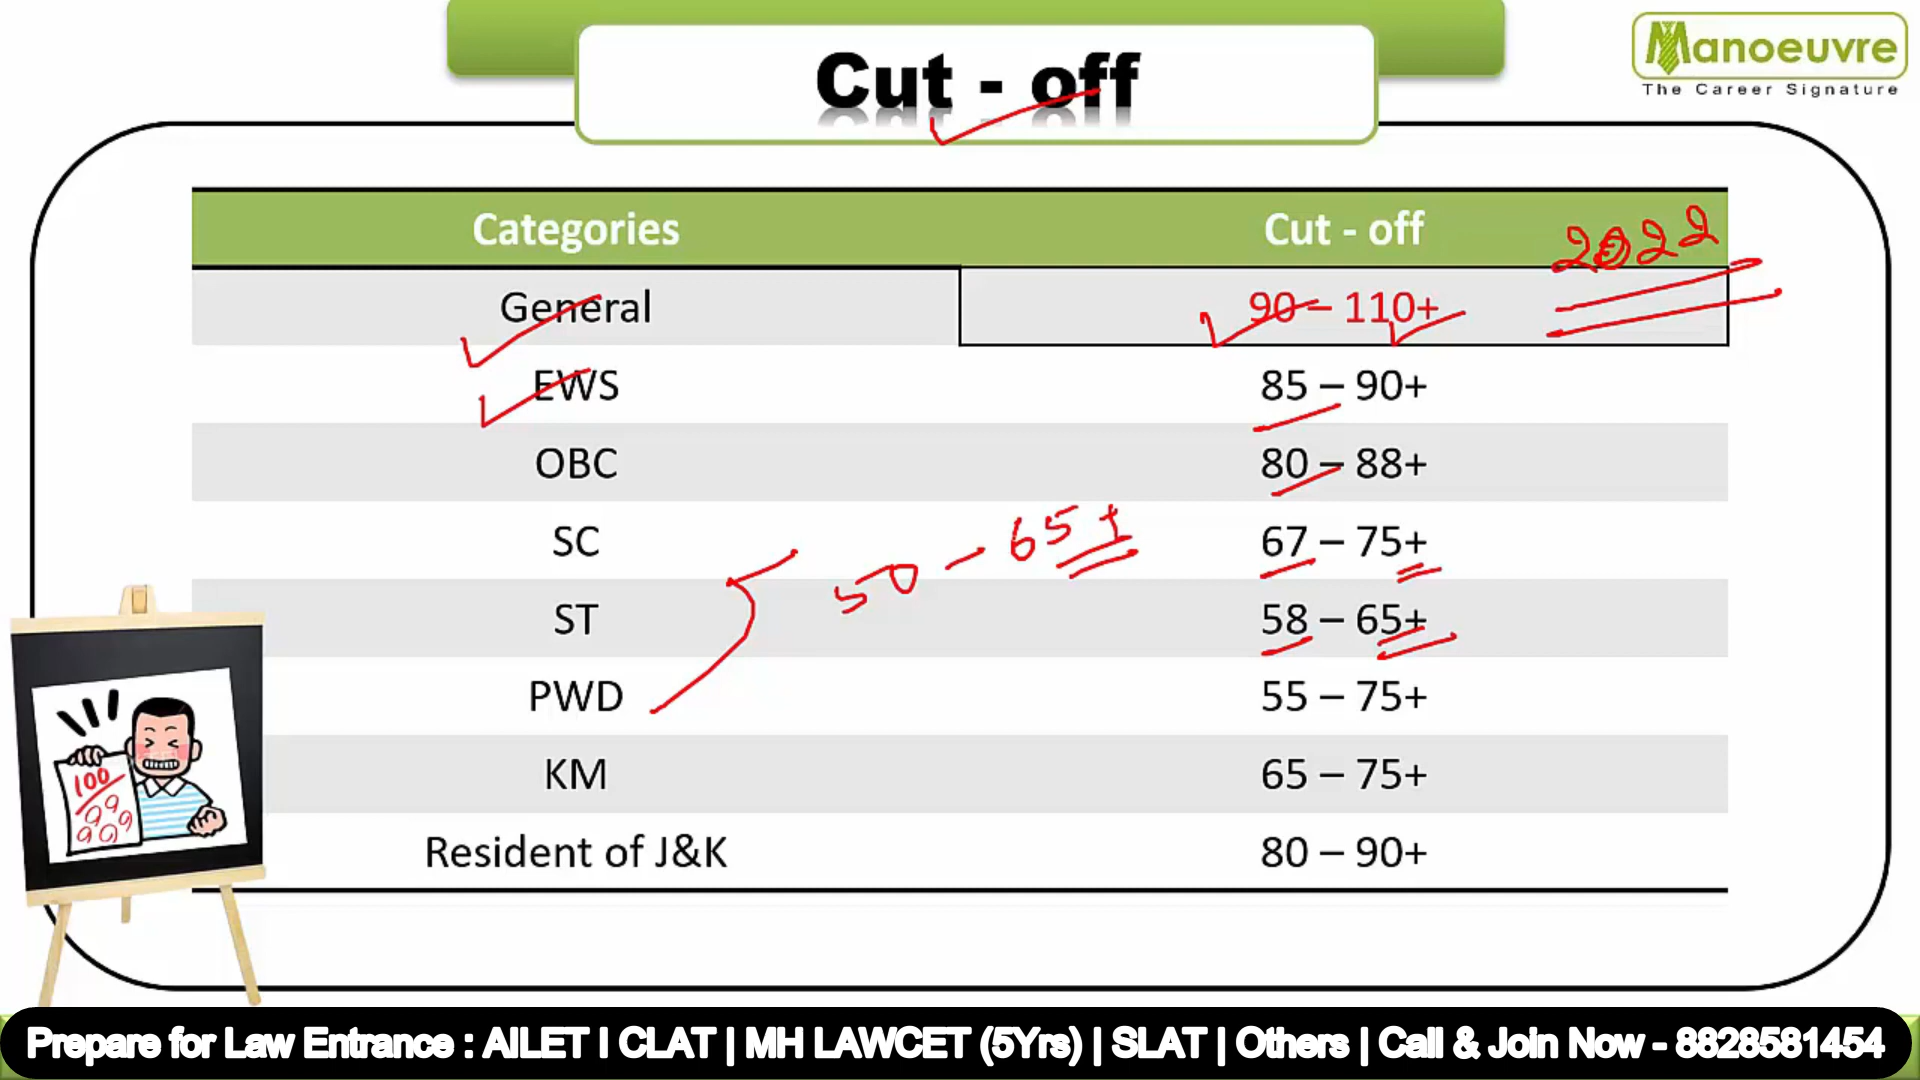 Cut - off
Manoeuvre
The Career Signature
Categories Cut - off 2022
General 90 – 110+
EWS 85 – 90+
OBC 80 – 88+
SC 67 – 75+
50 - 65+
ST 58 – 65+
PWD 55 – 75+
KM 65 – 75+
Resident of J&K 80 – 90+
100
999
999
Prepare for Law Entrance : AILET I CLAT | MH LAWCET (5Yrs) | SLAT | Others | Call & Join Now - 8828581454